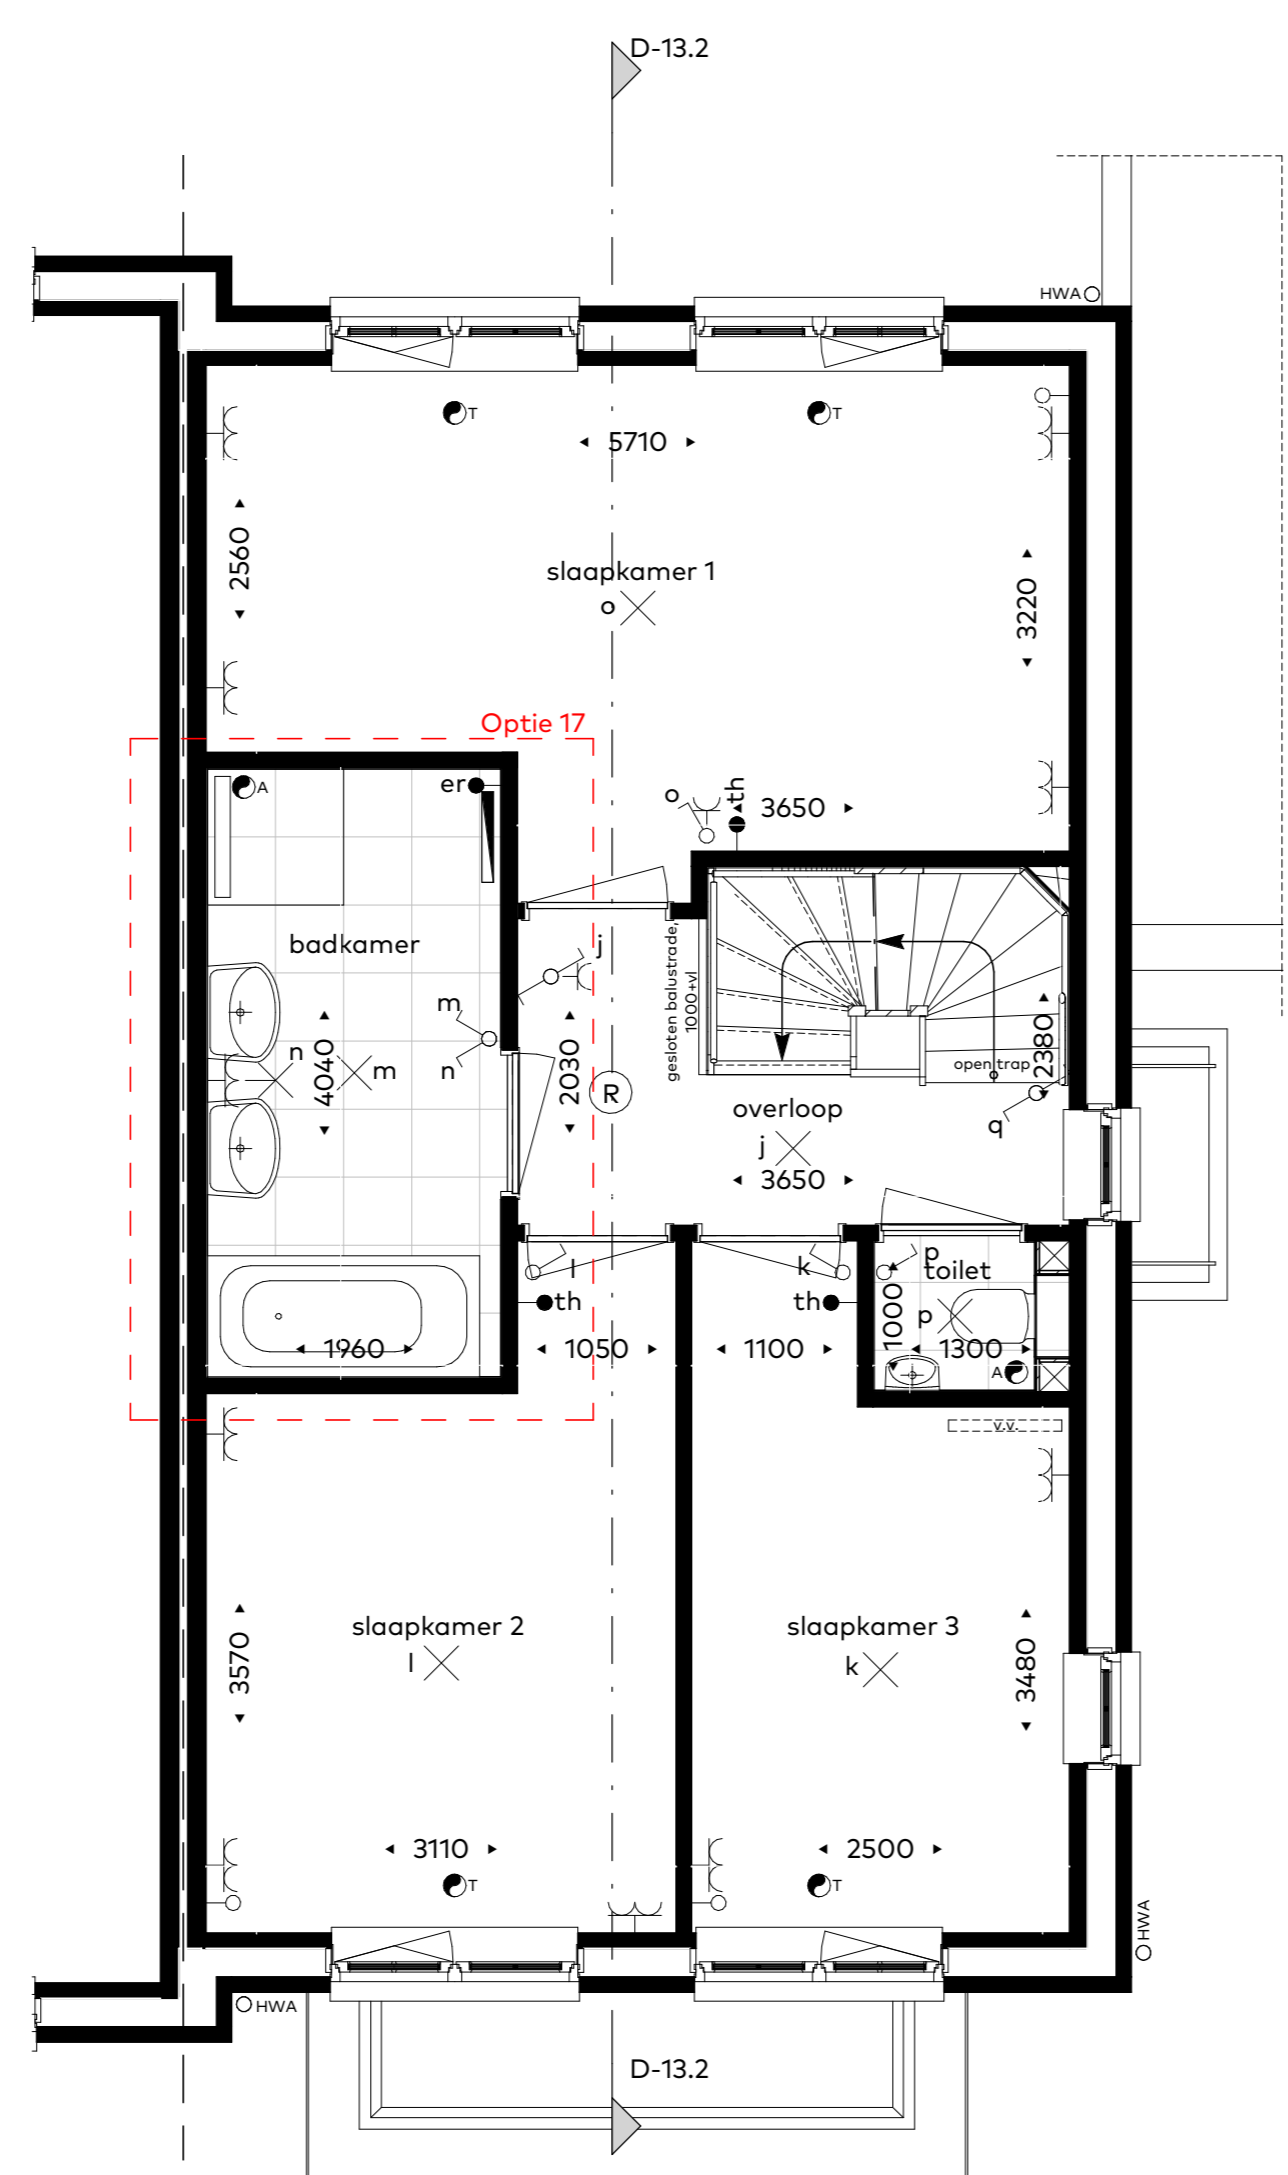 D-13.2
HWA
T
T
5710
2560
slaapkamer 1
o
3220
Optie 17
A
er
o
th
3650
badkamer
j
gesloten balustrade,
1000+vl
m
n
n
m
4040
2030
R
open trap
2380
overloop
q
j
3650
l
k
p
toilet
th
th
p
1000
1960
1050
1100
1300
A
v.v.
slaapkamer 2
l
slaapkamer 3
k
3570
3480
3110
2500
T
T
HWA
HWA
D-13.2